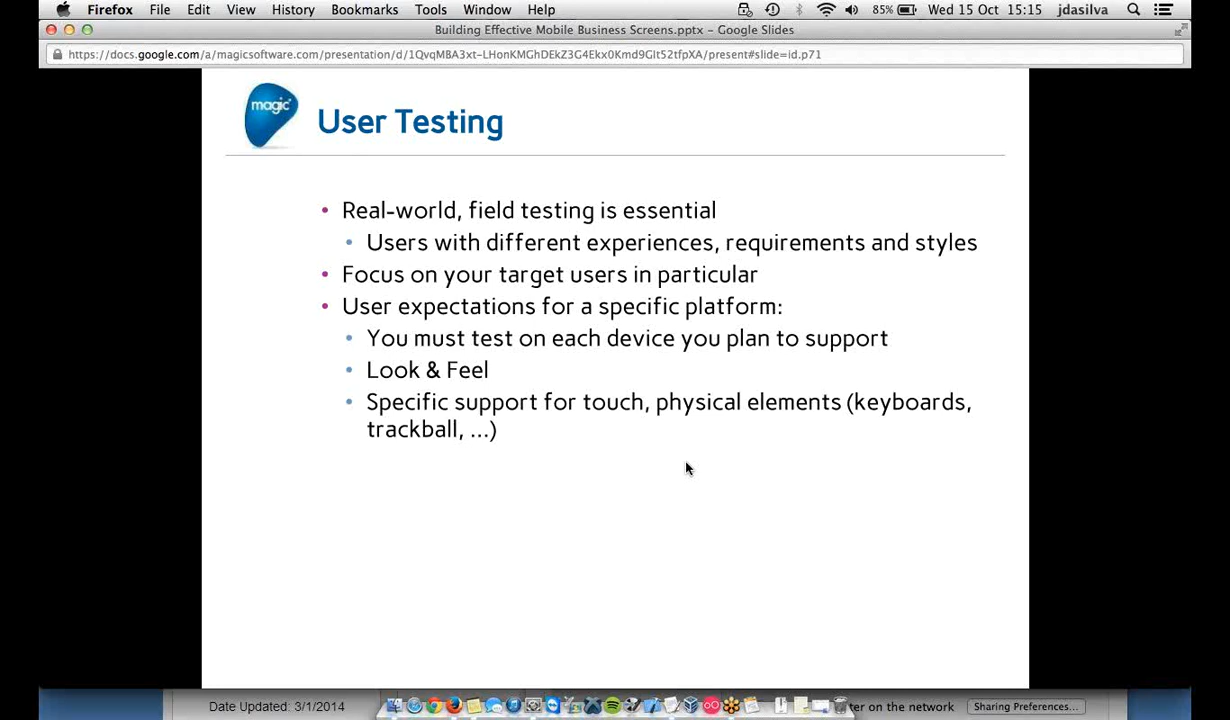 Firefox File Edit View History Bookmarks Tools Window Help 85% Wed 15 Oct 15:15 jdasilva
Building Effective Mobile Business Screens.pptx - Google Slides
https://docs.google.com/a/magicsoftware.com/presentation/d/1QvqMBA3xt-LHonKMGhDEkZ3G4Ekx0Kmd9GIt52tfpXA/present#slide=id.p71
magic
User Testing
• Real-world, field testing is essential
• Users with different experiences, requirements and styles
• Focus on your target users in particular
• User expectations for a specific platform:
• You must test on each device you plan to support
• Look & Feel
• Specific support for touch, physical elements (keyboards,
trackball, ...)
Date Updated: 3/1/2014
on the network Sharing Preferences...